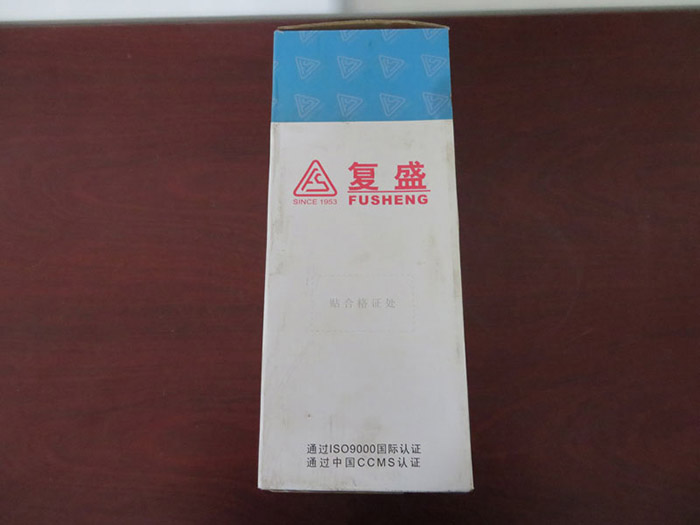 复盛
SINCE 1953
FUSHENG
贴合格证处
通过ISO9000国际认证
通过中国CCMS认证